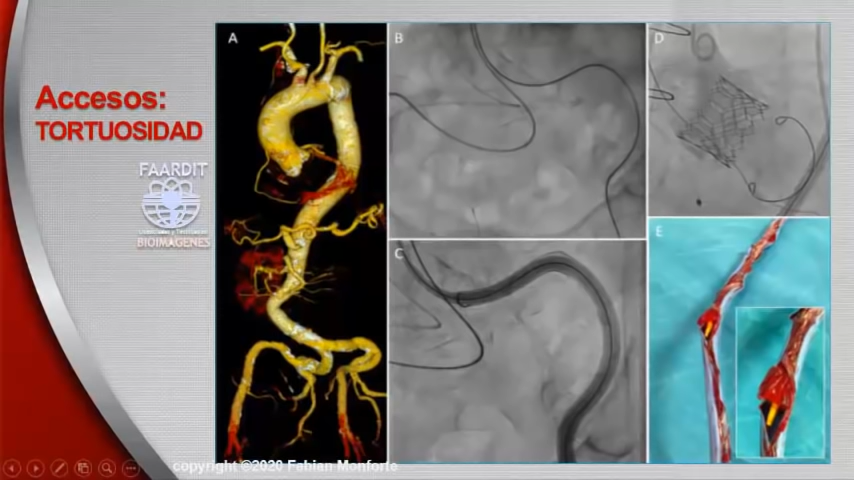 Accesos:
TORTUOSIDAD
FAARDIT
BIOIMÁGENES
A
B
C
D
E
copyright ©2020 Fabian Monforte